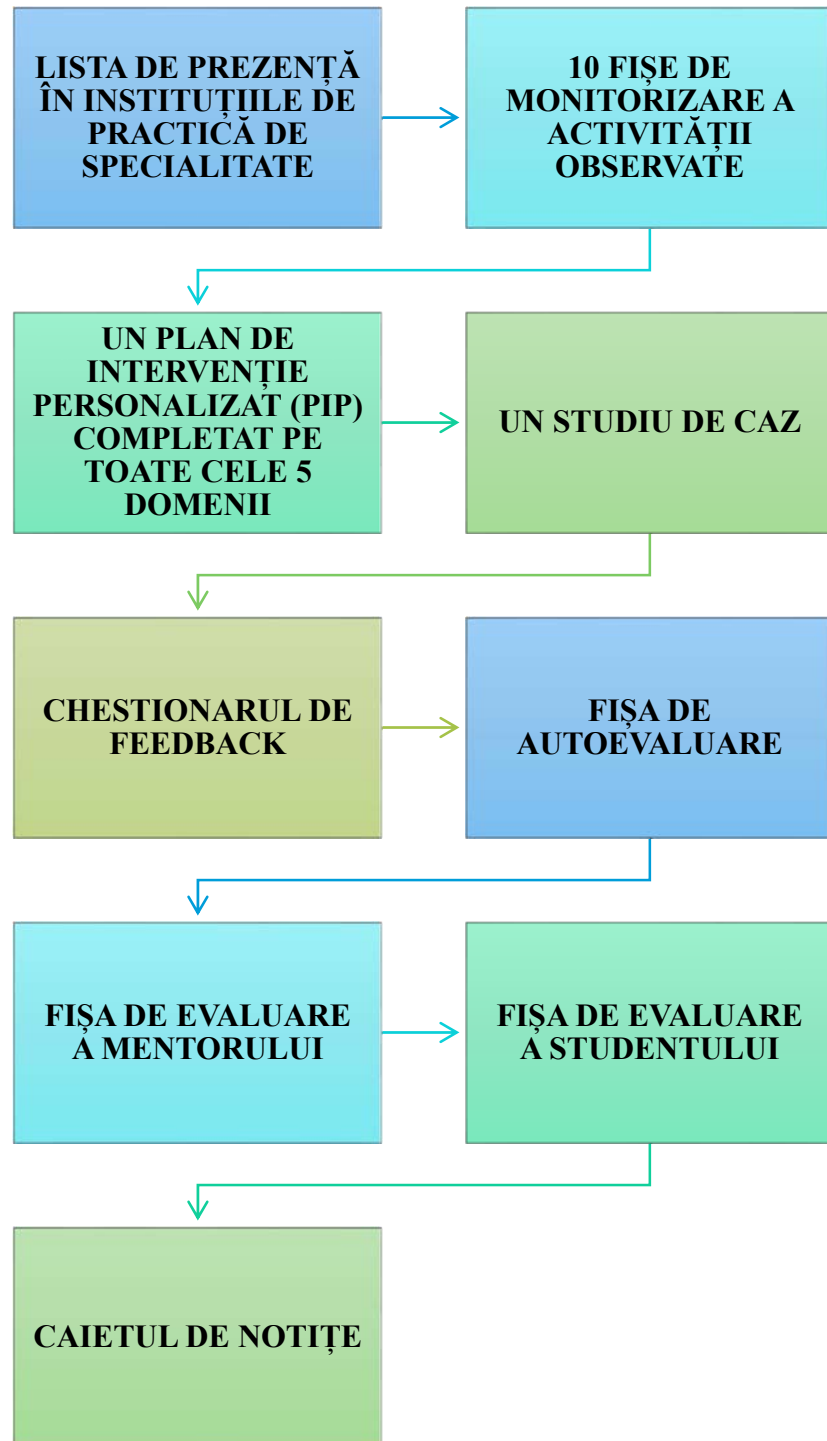 LISTA DE PREZENȚĂ
ÎN INSTITUȚIILE DE
PRACTICĂ DE
SPECIALITATE
10 FIȘE DE
MONITORIZARE A
ACTIVITĂȚII
OBSERVATE
UN PLAN DE
INTERVENȚIE
PERSONALIZAT (PIP)
COMPLETAT PE
TOATE CELE 5
DOMENII
UN STUDIU DE CAZ
CHESTIONARUL DE
FEEDBACK
FIȘA DE
AUTOEVALUARE
FIȘA DE EVALUARE
A MENTORULUI
FIȘA DE EVALUARE
A STUDENTULUI
CAIETUL DE NOTIȚE